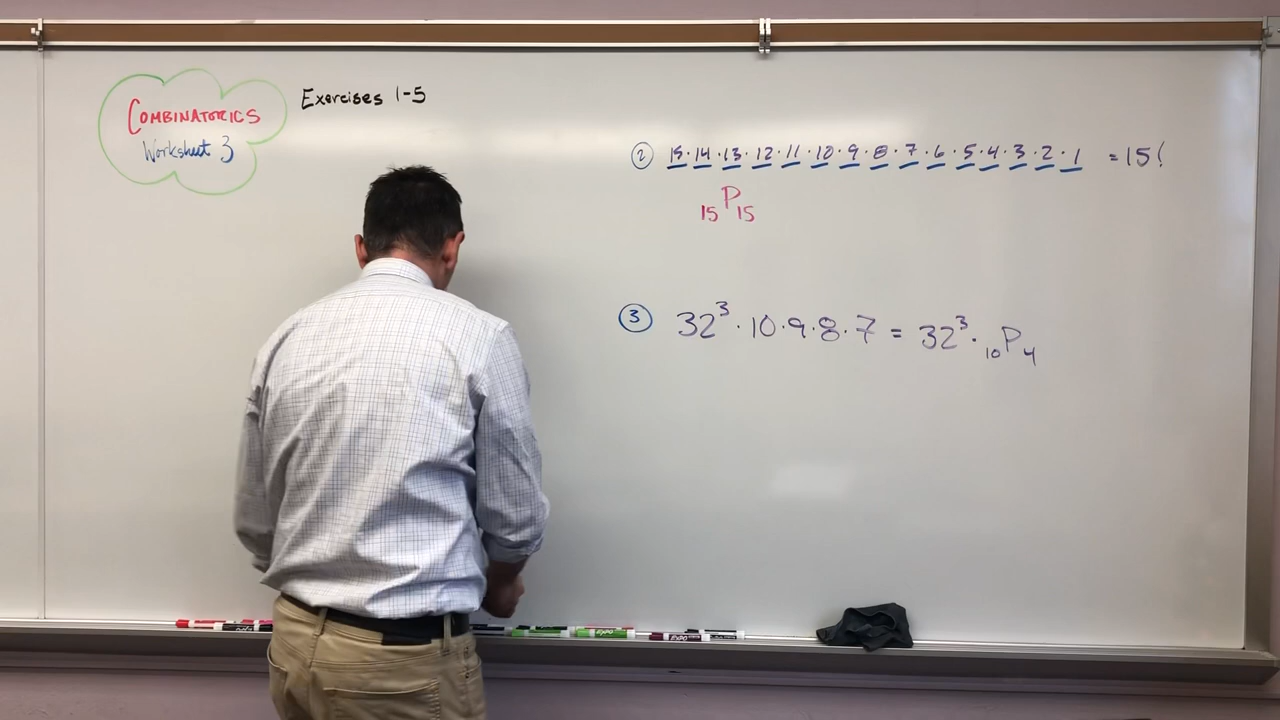 COMBINATORICS
Worksheet 3
Exercises 1-5
② 15·14·13·12·11·10·9·8·7·6·5·4·3·2·1 = 15!
₁₅P₁₅
③ 32³·10·9·8·7 = 32³·₁₀P₄
EXPO